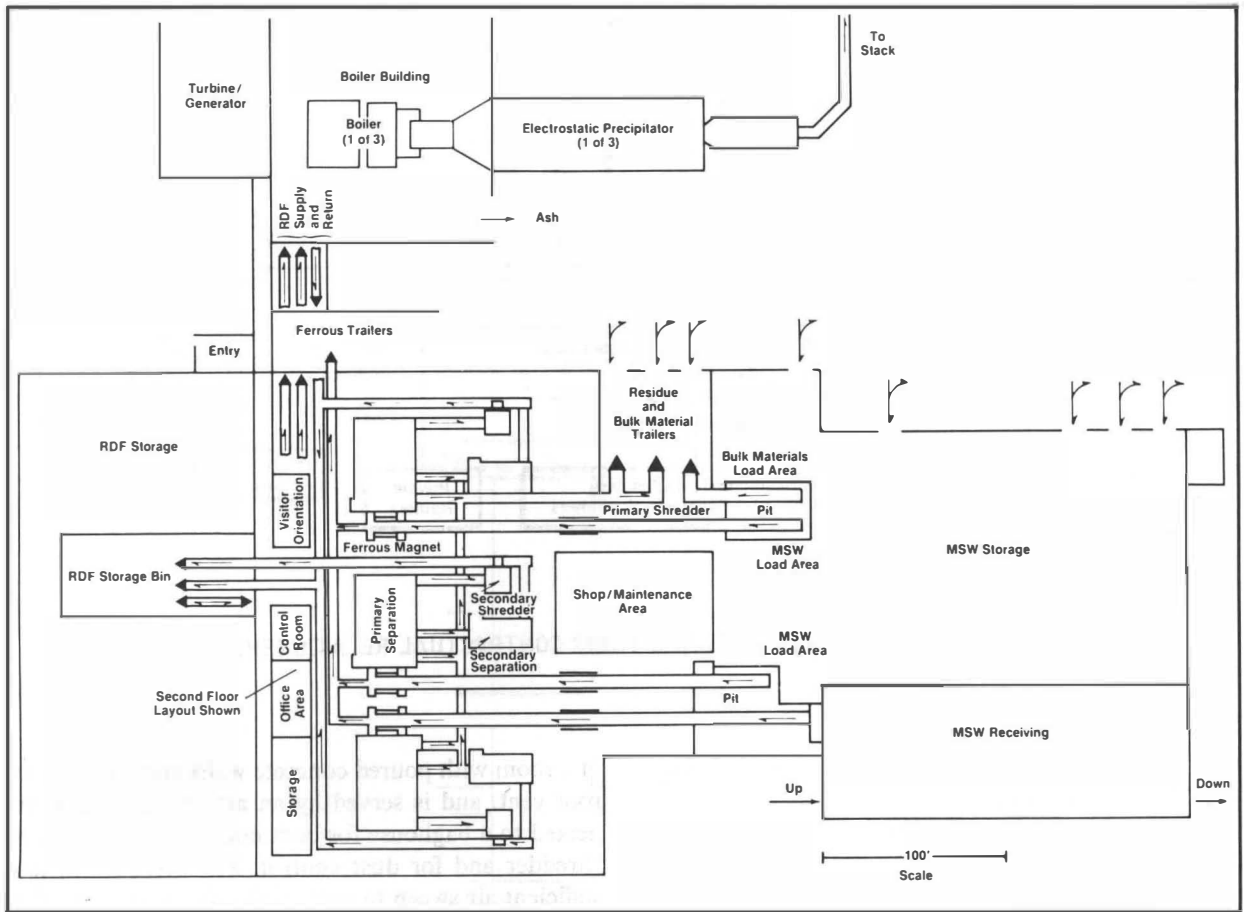 To
Stack
Turbine/
Generator
Boiler Building
Boiler
(1 of 3)
Electrostatic Precipitator
(1 of 3)
RDF
Supply
and
Return
Ash
Ferrous Trailers
Entry
RDF Storage
Residue
and
Bulk Material
Trailers
Bulk Materials
Load Area
Visitor
Orientation
Primary Shredder
Pit
Ferrous Magnet
MSW
Load Area
MSW Storage
RDF Storage Bin
Secondary
Shredder
Shop/Maintenance
Area
Control
Room
Primary
Separation
Secondary
Separation
MSW
Load Area
Second Floor
Layout Shown
Office
Area
Pit
MSW Receiving
Storage
Up
Down
100'
Scale